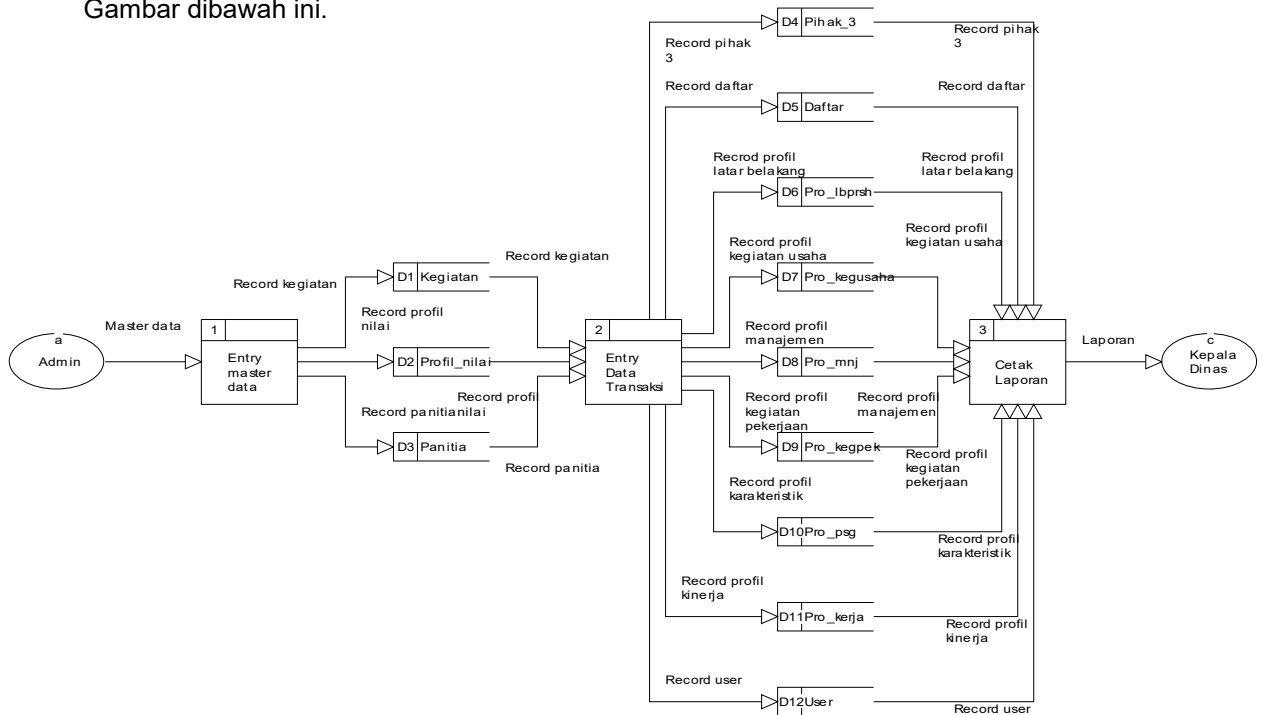 Gambar dibawah ini.
D4 Pihak_3
Record pihak
3
Record pihak
3
Record daftar
D5 Daftar
Record daftar
Recrod profil
latar belakang
D6 Pro_lbprsh
Recrod profil
latar belakang
Record profil
kegiatan usaha
D7 Pro_kegusaha
Record profil
kegiatan usaha
Record kegiatan
D1 Kegiatan
Record kegiatan
Master data
a
Admin
1
Entry
master
data
Record profil
nilai
D2 Profil_nilai
Record profil
nilai
Record panitia
D3 Panitia
Record panitia
2
Entry
Data
Transaksi
Record profil
manajemen
D8 Pro_mnj
Record profil
manajemen
Record profil
kegiatan
pekerjaan
D9 Pro_kegpek
Record profil
kegiatan
pekerjaan
Record profil
karakteristik
D10 Pro_psg
Record profil
karakteristik
Record profil
kinerja
D11 Pro_kerja
Record profil
kinerja
Record user
D12 User
Record user
3
Cetak
Laporan
Laporan
c
Kepala
Dinas